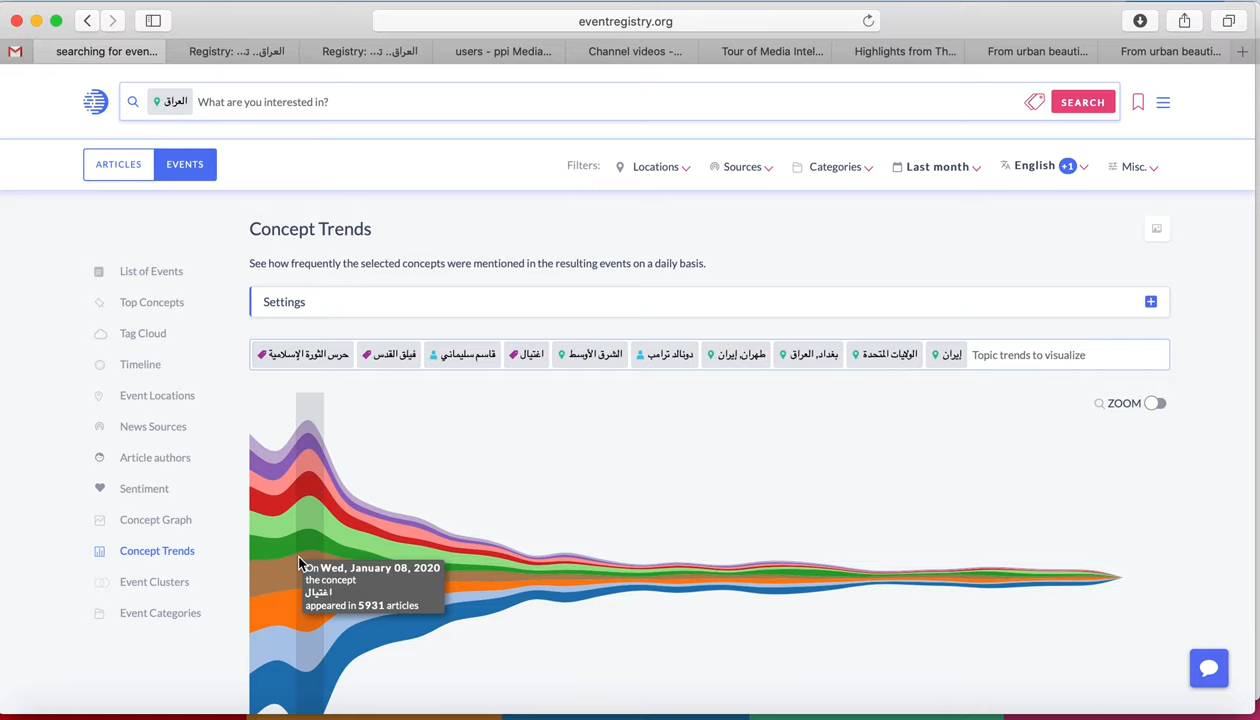 eventregistry.org
searching for even...
Registry: ...العراق.. تـ
Registry: ...العراق.. تـ
users - ppi Media...
Channel videos -...
Tour of Media Intel...
Highlights from Th...
From urban beauti...
From urban beauti...
العراق What are you interested in?
SEARCH
ARTICLES EVENTS
Filters: Locations Sources Categories Last month English +1 Misc.
Concept Trends
See how frequently the selected concepts were mentioned in the resulting events on a daily basis.
List of Events
Top Concepts
Tag Cloud
Timeline
Event Locations
News Sources
Article authors
Sentiment
Concept Graph
Concept Trends
Event Clusters
Event Categories
Settings
حرس الثورة الإسلامية فيلق القدس قاسم سليماني اغتيال الشرق الأوسط دونالد ترامب طهران, إيران بغداد, العراق الولايات المتحدة إيران Topic trends to visualize
ZOOM
On Wed, January 08, 2020
the concept
اغتيال
appeared in 5931 articles